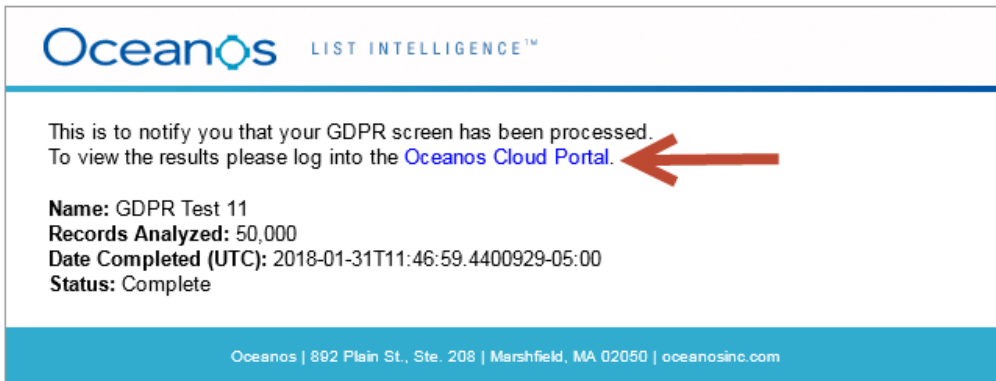 Oceanos LIST INTELLIGENCE™
This is to notify you that your GDPR screen has been processed.
To view the results please log into the Oceanos Cloud Portal.
Name: GDPR Test 11
Records Analyzed: 50,000
Date Completed (UTC): 2018-01-31T11:46:59.4400929-05:00
Status: Complete
Oceanos | 892 Plain St., Ste. 208 | Marshfield, MA 02050 | oceanosinc.com